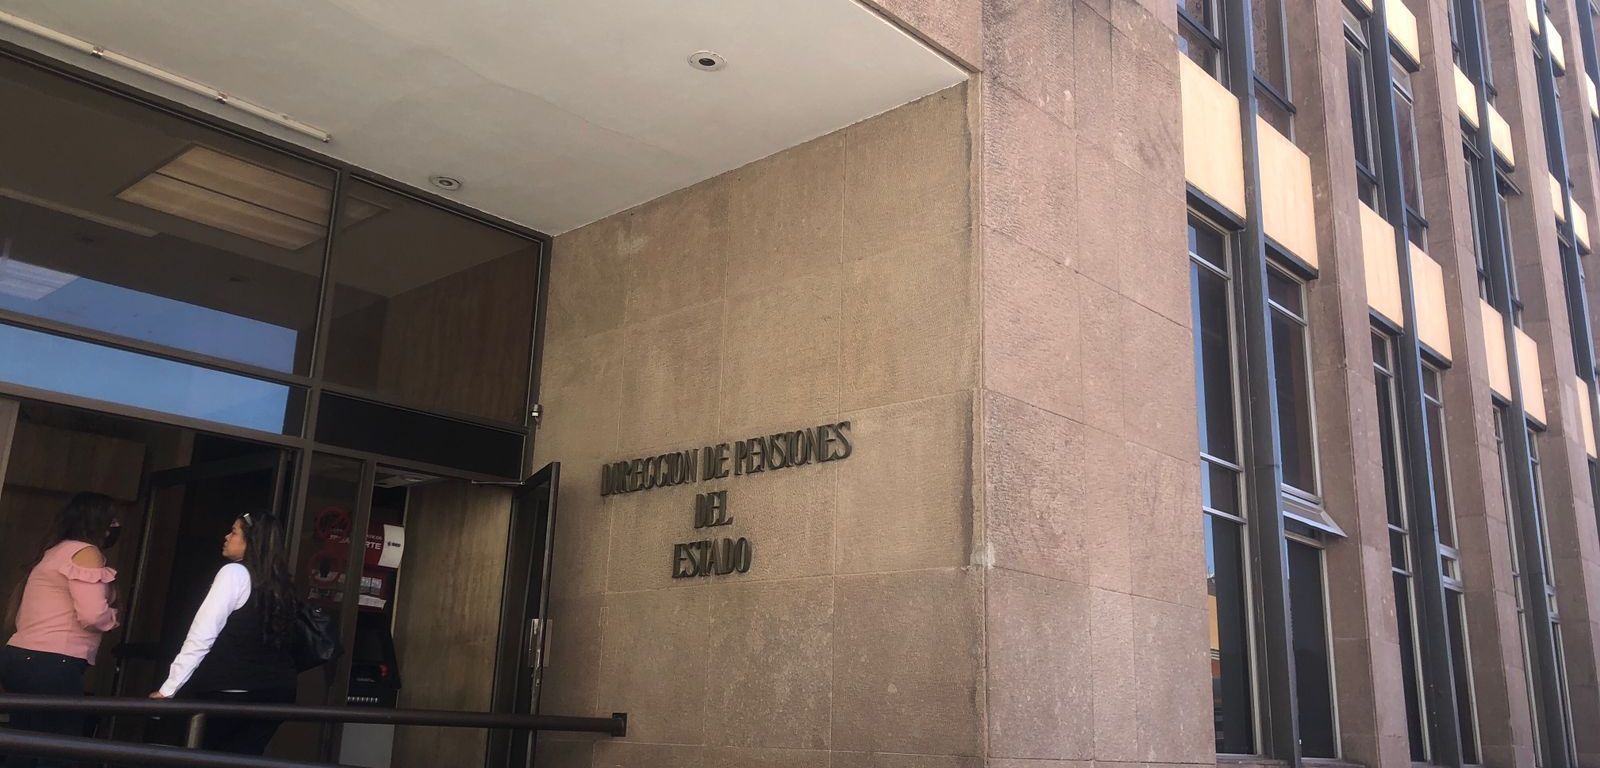 DIRECCION DE PENSIONES
DEL
ESTADO